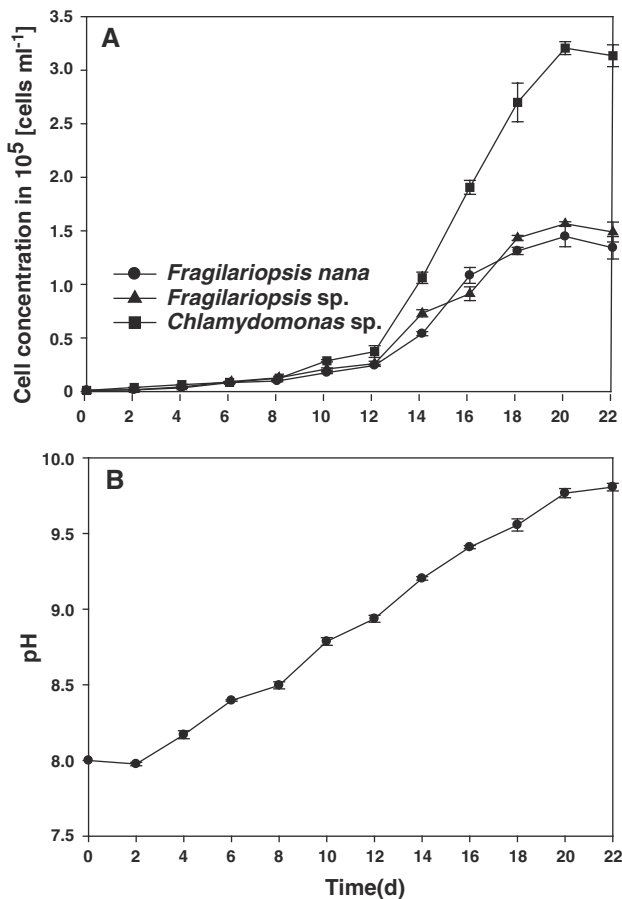 A
3.5
3.0
2.5
2.0
1.5
1.0
0.5
0
Cell concentration in 10⁵ [cells ml⁻¹]
Fragilariopsis nana
Fragilariopsis sp.
Chlamydomonas sp.
0 2 4 6 8 10 12 14 16 18 20 22
B
10.0
9.5
9.0
8.5
8.0
7.5
pH
0 2 4 6 8 10 12 14 16 18 20 22
Time(d)